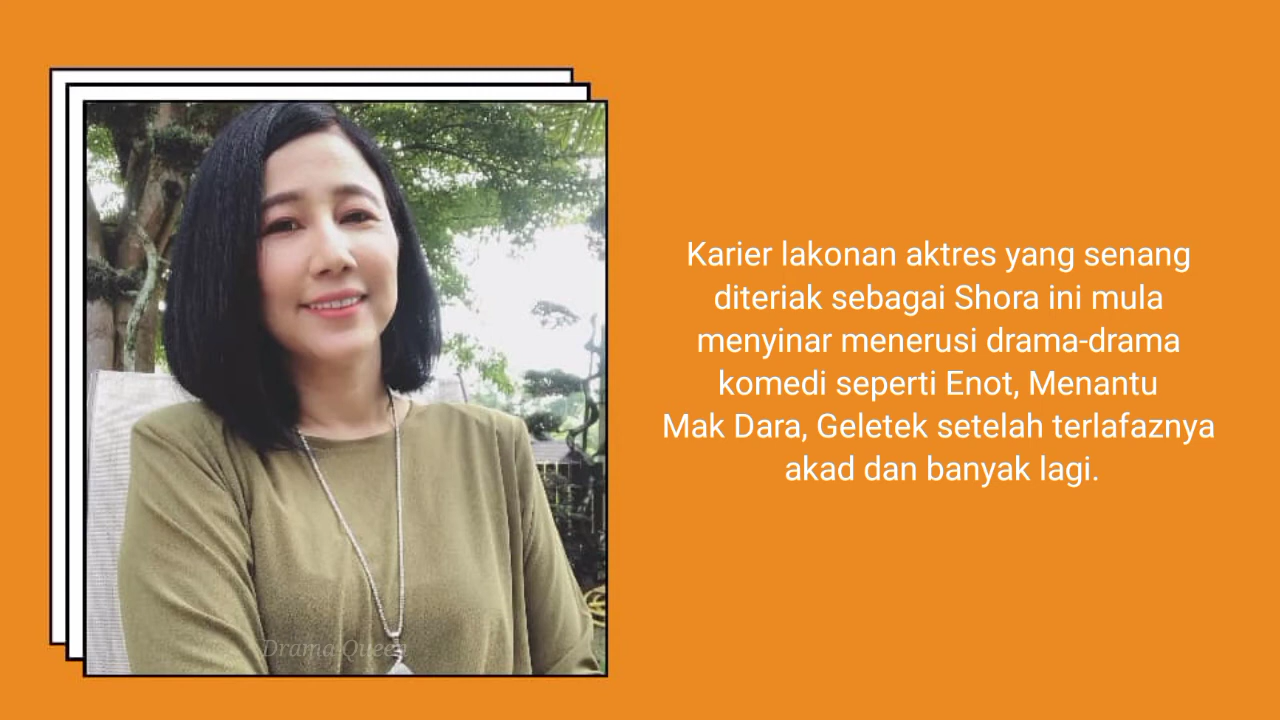 Karier lakonan aktres yang senang
diteriak sebagai Shora ini mula
menyinar menerusi drama-drama
komedi seperti Enot, Menantu
Mak Dara, Geletek setelah terlafaznya
akad dan banyak lagi.
Drama Queen